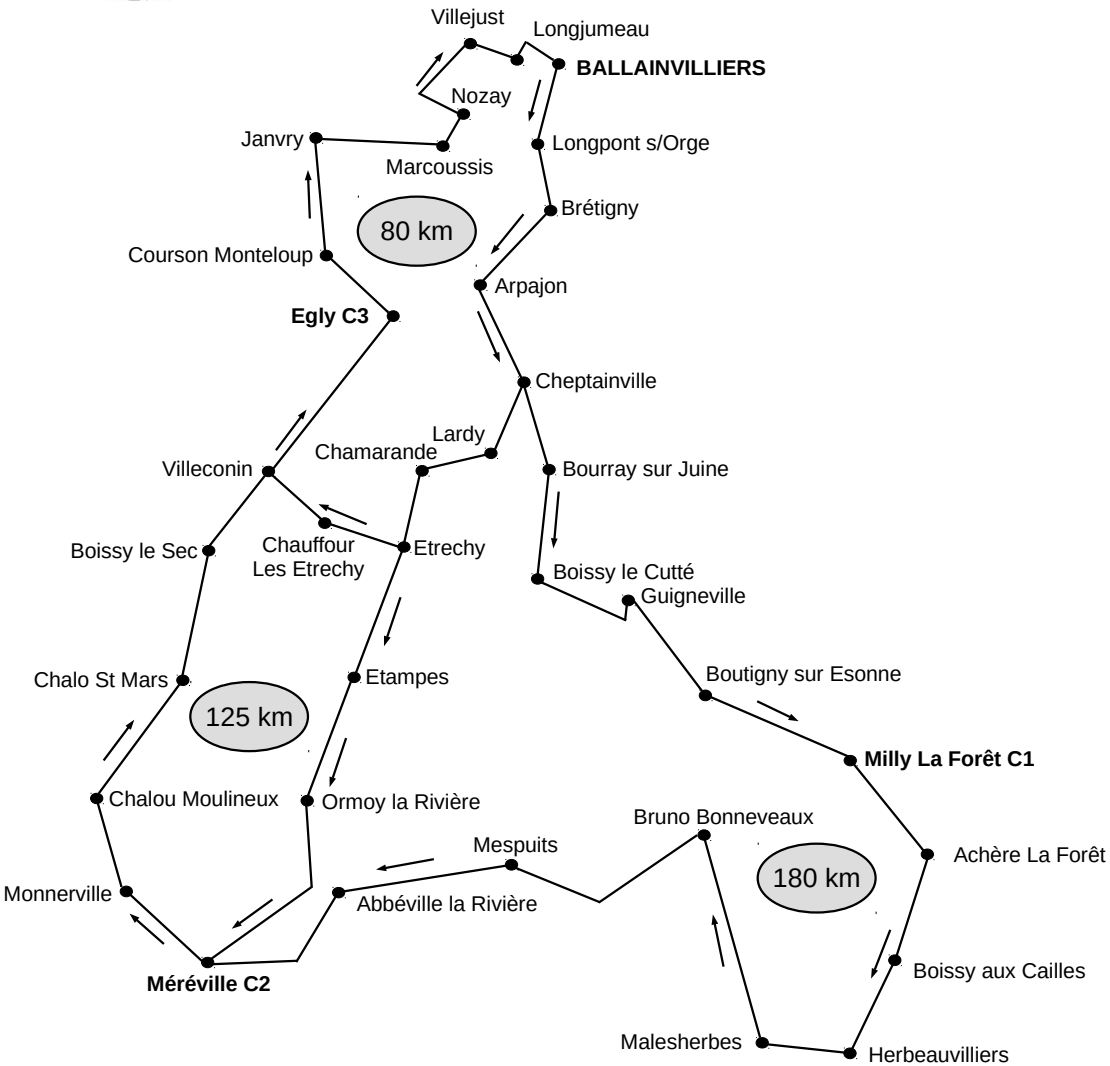 Villejust
Longjumeau
BALLAINVILLIERS
Nozay
Janvry
Marcoussis
Longpont s/Orge
Brétigny
80 km
Courson Monteloup
Arpajon
Egly C3
Cheptainville
Lardy
Chamarande
Villeconin
Bourray sur Juine
Boissy le Sec
Chauffour
Les Etrechy
Etrechy
Boissy le Cutté
Guigneville
Chalo St Mars
Etampes
Boutigny sur Esonne
125 km
Milly La Forêt C1
Chalou Moulineux
Ormoy la Rivière
Bruno Bonneveaux
Mespuits
Achère La Forêt
180 km
Monnerville
Abbéville la Rivière
Méréville C2
Boissy aux Cailles
Malesherbes
Herbeauvilliers